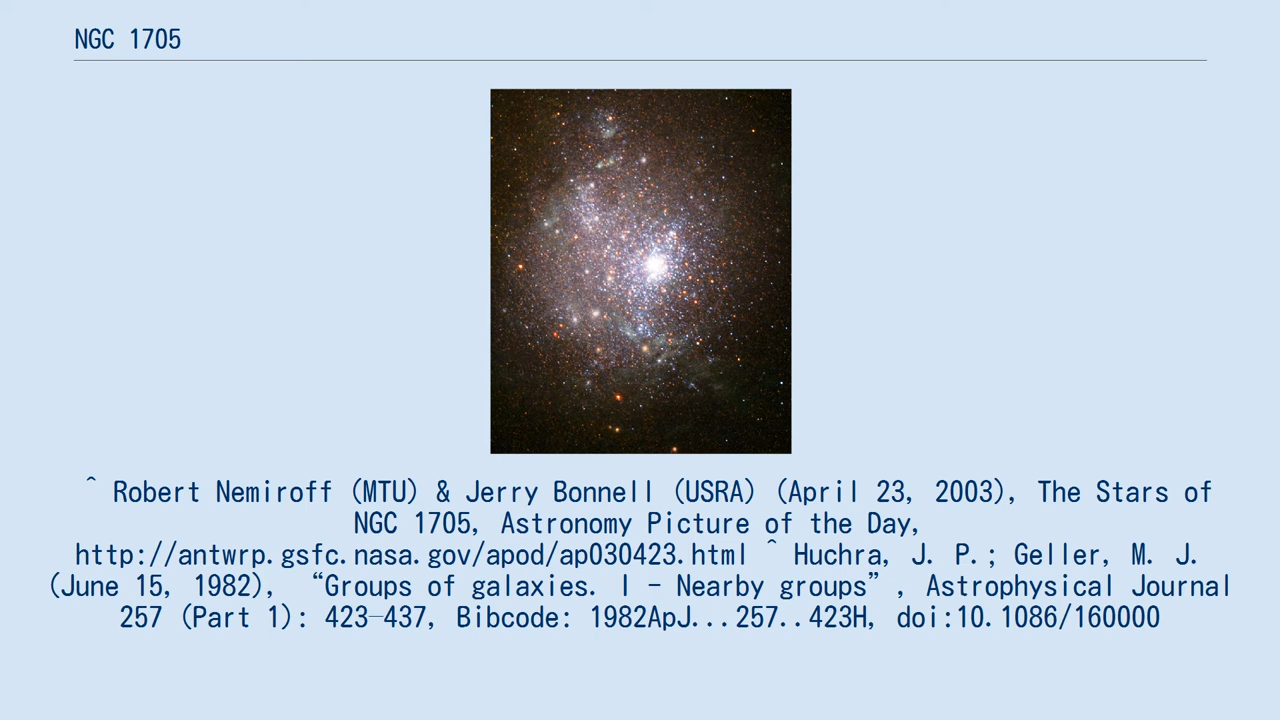 NGC 1705
^ Robert Nemiroff (MTU) & Jerry Bonnell (USRA) (April 23, 2003), The Stars of
NGC 1705, Astronomy Picture of the Day,
http://antwrp.gsfc.nasa.gov/apod/ap030423.html ^ Huchra, J. P.; Geller, M. J.
(June 15, 1982), “Groups of galaxies. I - Nearby groups”, Astrophysical Journal
257 (Part 1): 423–437, Bibcode: 1982ApJ...257..423H, doi:10.1086/160000